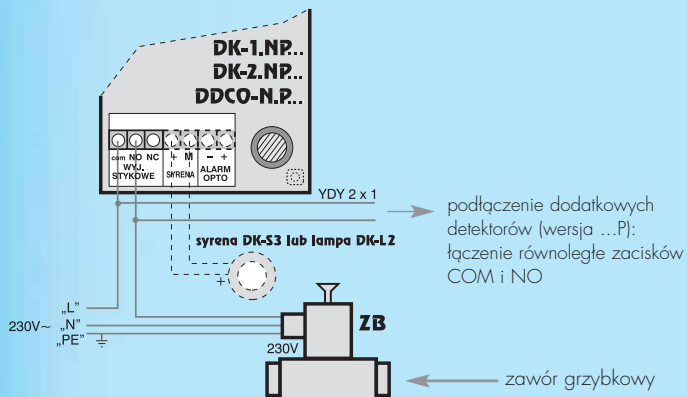 DK-1.NP...
DK-2.NP...
DDCO-N.P...
com NO NC + M − +
WYJ. STYKOWE
SYRENA
ALARM OPTO
YDY 2 x 1
podłączenie dodatkowych
detektorów (wersja ...P):
łączenie równoległe zacisków
COM i NO
syrena DK-S3 lub lampa DK-L2
+
„L"
230V~ „N"
„PE"
ZB
230V
zawór grzybkowy